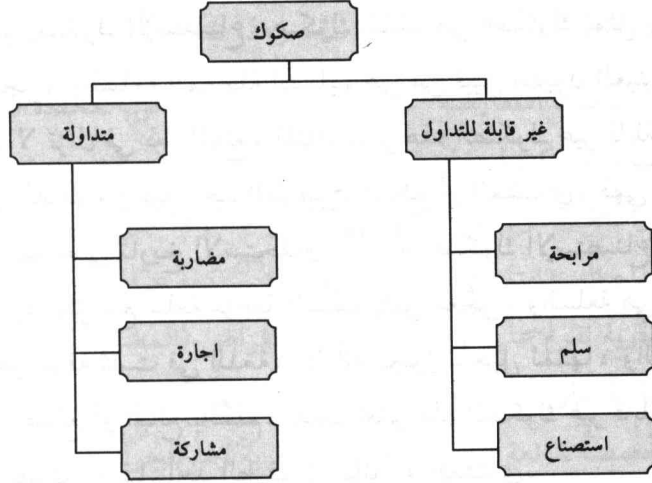 صكوك
غير قابلة للتداول
متداولة
مرابحة
سلم
استصناع
مضاربة
اجارة
مشاركة